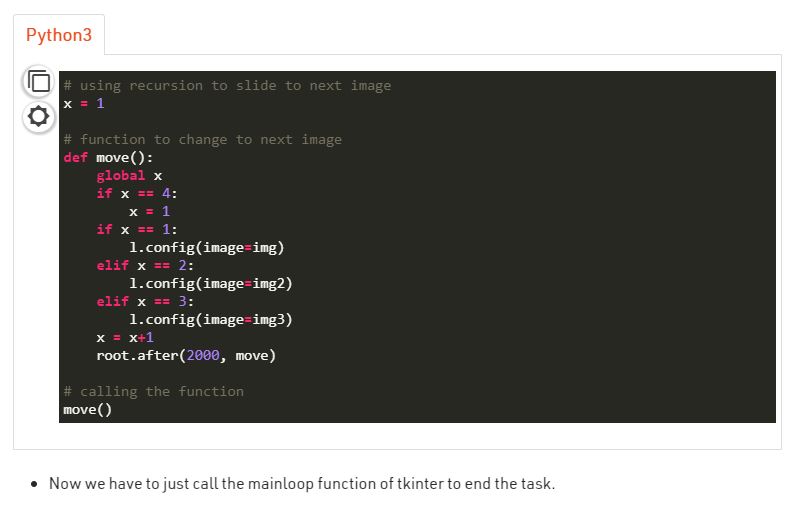 Python3
# using recursion to slide to next image
x = 1
# function to change to next image
def move():
    global x
    if x == 4:
        x = 1
    if x == 1:
        l.config(image=img)
    elif x == 2:
        l.config(image=img2)
    elif x == 3:
        l.config(image=img3)
    x = x+1
    root.after(2000, move)
# calling the function
move()
• Now we have to just call the mainloop function of tkinter to end the task.